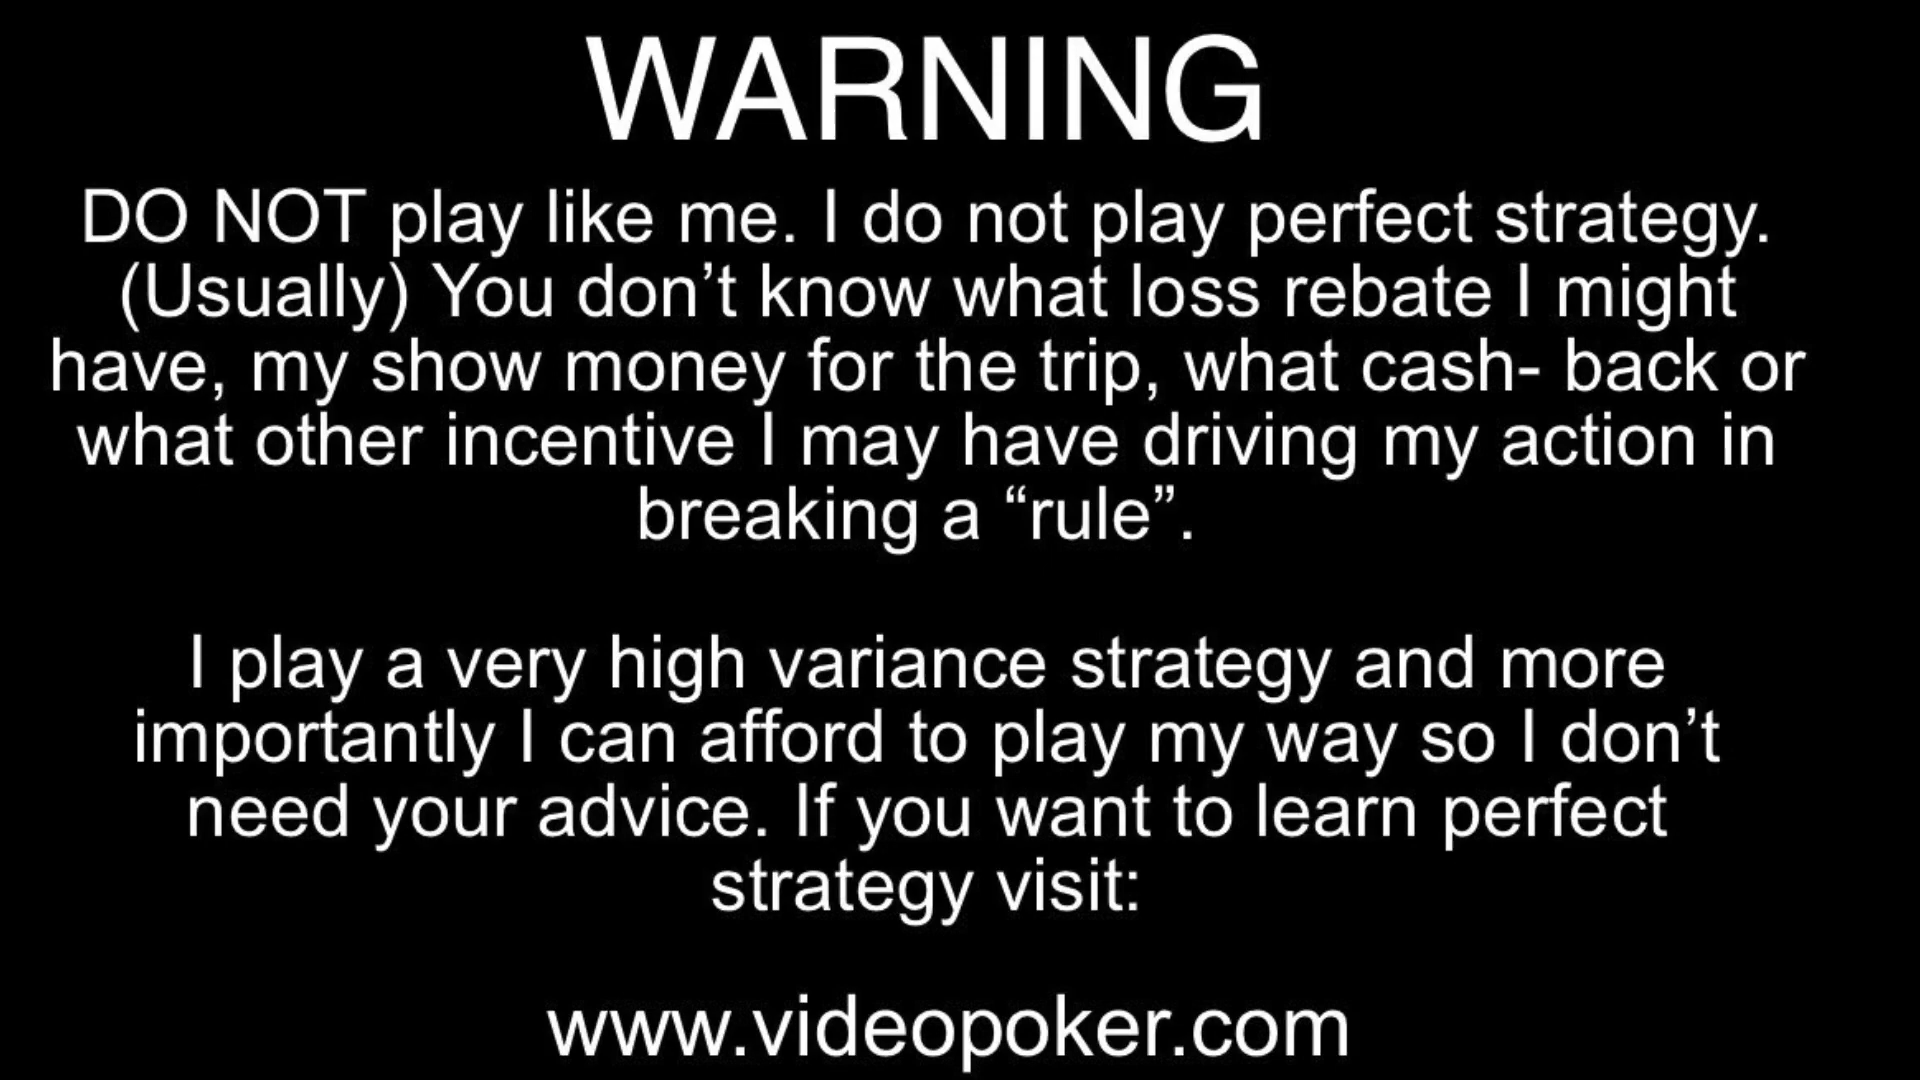 WARNING
DO NOT play like me. I do not play perfect strategy.
(Usually) You don’t know what loss rebate I might
have, my show money for the trip, what cash- back or
what other incentive I may have driving my action in
breaking a “rule”.
I play a very high variance strategy and more
importantly I can afford to play my way so I don’t
need your advice. If you want to learn perfect
strategy visit:
www.videopoker.com